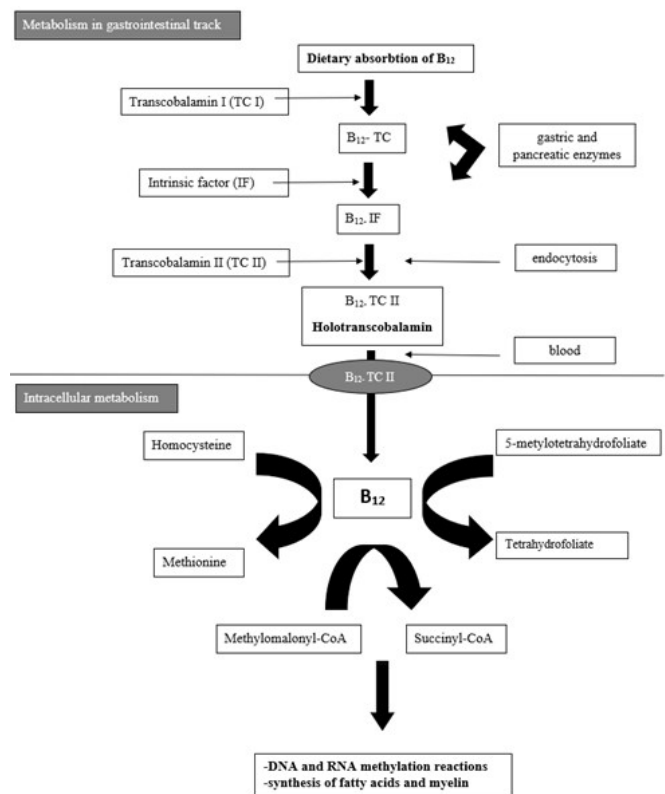 Metabolism in gastrointestinal track
Dietary absorbtion of B₁₂
Transcobalamin I (TC I)
B₁₂- TC
gastric and
pancreatic enzymes
Intrinsic factor (IF)
B₁₂- IF
Transcobalamin II (TC II)
endocytosis
B₁₂- TC II
Holotranscobalamin
blood
B₁₂- TC II
Intracellular metabolism
Homocysteine
5-metylotetrahydrofoliate
B₁₂
Methionine
Tetrahydrofoliate
Methylomalonyl-CoA
Succinyl-CoA
-DNA and RNA methylation reactions
-synthesis of fatty acids and myelin